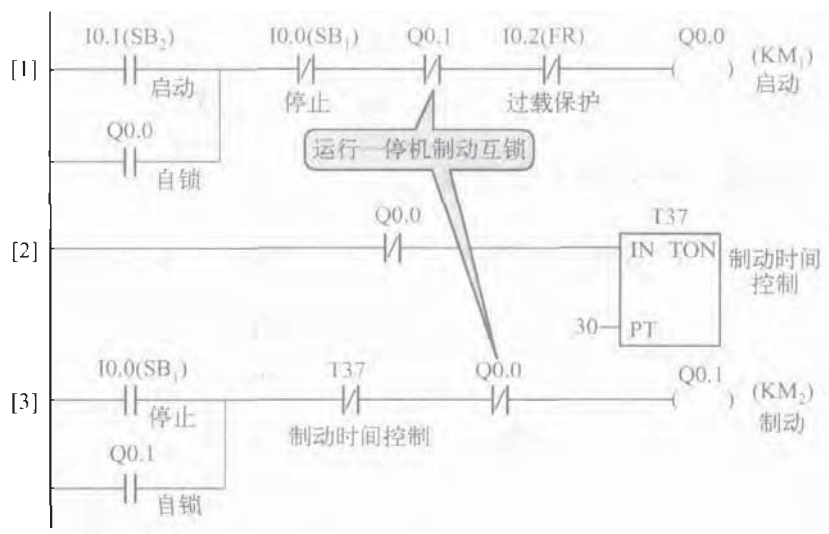 I0.1(SB₂) I0.0(SB₁) Q0.1 I0.2(FR) Q0.0
[1] (KM₁)
启动 停止 过载保护 启动
Q0.0
运行—停机制动互锁
自锁
Q0.0 T37
[2] IN TON 制动时间
控制
30 PT
I0.0(SB₁) T37 Q0.0 Q0.1
[3] (KM₂)
停止 制动时间控制 制动
Q0.1
自锁